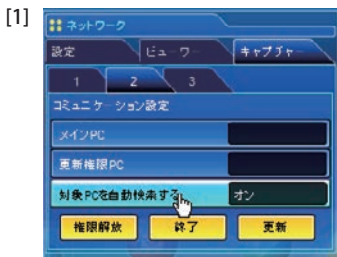 [1]
ネットワーク
設定 ビューワー キャプチャー
1 2 3
コミュニケーション設定
メインPC
更新権限PC
対象PCを自動検索する オン
権限解放 終了 更新